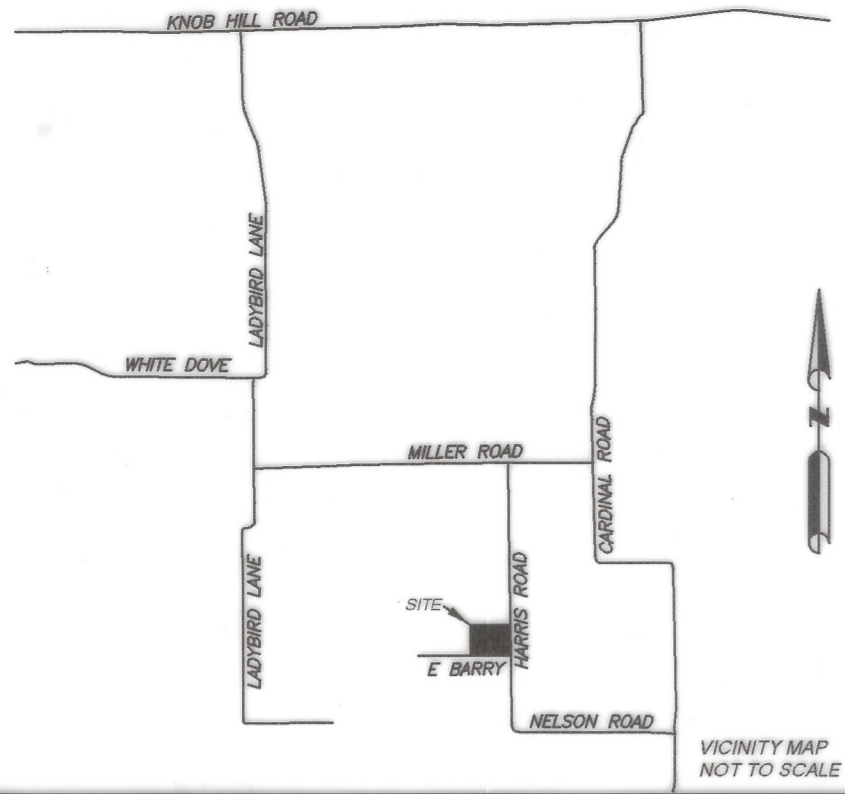 KNOB HILL ROAD
LADYBIRD LANE
WHITE DOVE
MILLER ROAD
CARDINAL ROAD
N
LADYBIRD LANE
HARRIS ROAD
SITE
E BARRY
NELSON ROAD
VICINITY MAP
NOT TO SCALE